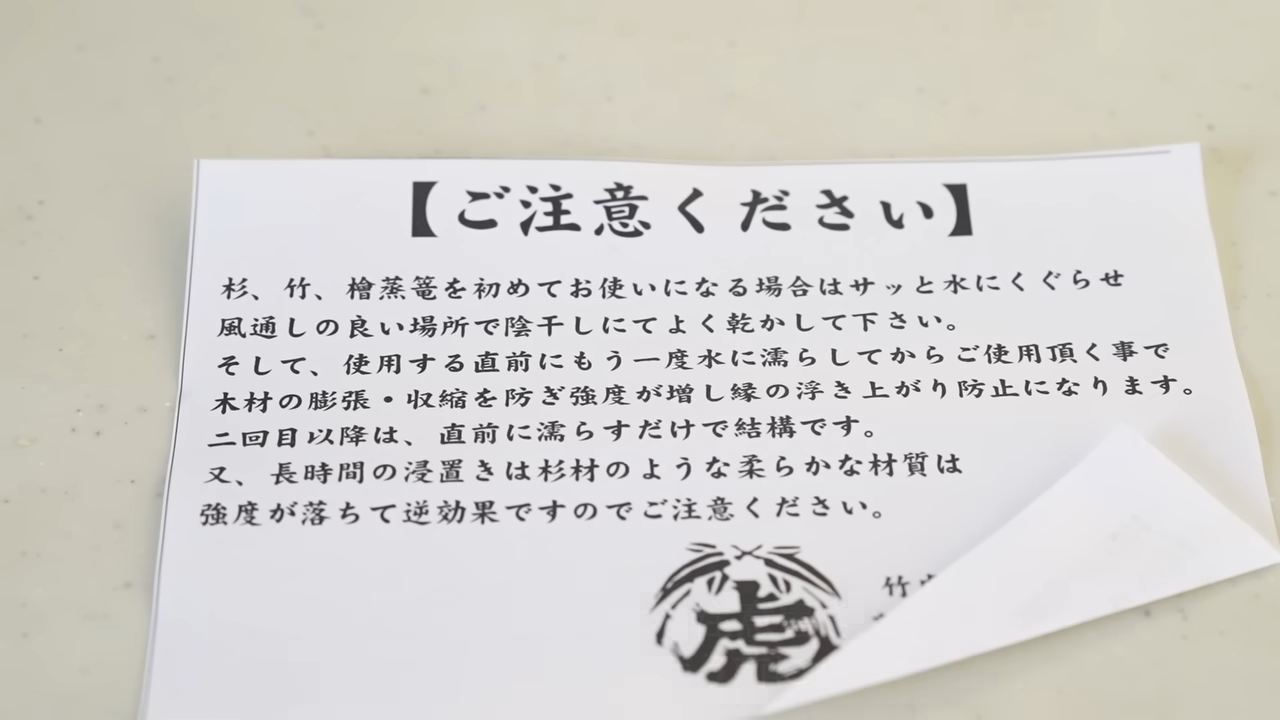 【ご注意ください】
杉、竹、檜蒸篭を初めてお使いになる場合はサッと水にくぐらせ
風通しの良い場所で陰干しにてよく乾かして下さい。
そして、使用する直前にもう一度水に濡らしてからご使用頂く事で
木材の膨張・収縮を防ぎ強度が増し縁の浮き上がり防止になります。
二回目以降は、直前に濡らすだけで結構です。
又、長時間の浸置きは杉材のような柔らかな材質は
強度が落ちて逆効果ですのでご注意ください。
虎
竹